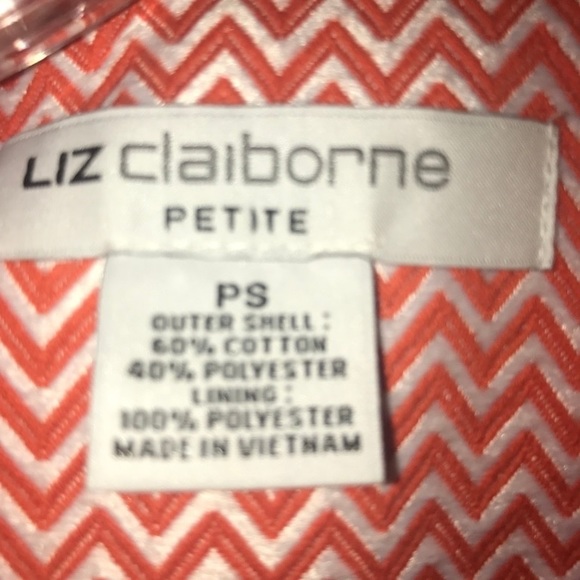 LIZ claiborne
PETITE
PS
OUTER SHELL:
60% COTTON
40% POLYESTER
LINING:
100% POLYESTER
MADE IN VIETNAM